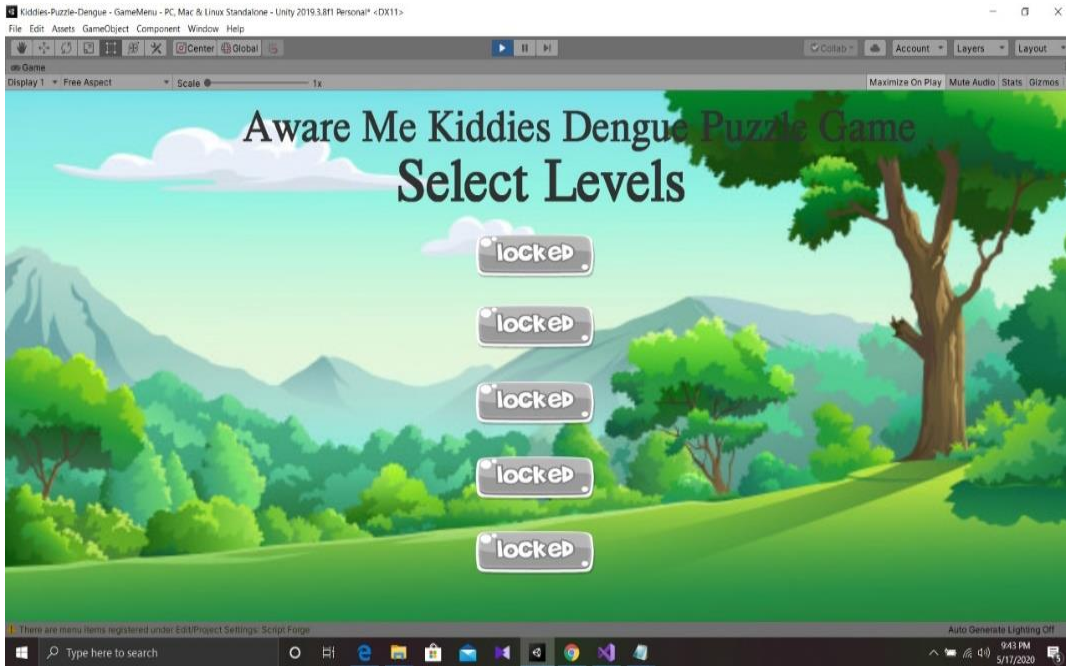 Kiddies-Puzzle-Dengue - GameMenu - PC, Mac & Linux Standalone - Unity 2019.3.8f1 Personal* <DX11>
File Edit Assets GameObject Component Window Help
Center Global Collab Account Layers Layout
Game
Display 1 Free Aspect Scale 1x Maximize On Play Mute Audio Stats Gizmos
Aware Me Kiddies Dengue Puzzle Game
Select Levels
locked
locked
locked
locked
locked
There are menu items registered under Edit/Project Settings: Script Forge Auto Generate Lighting Off
Type here to search 9:43 PM
5/17/2020